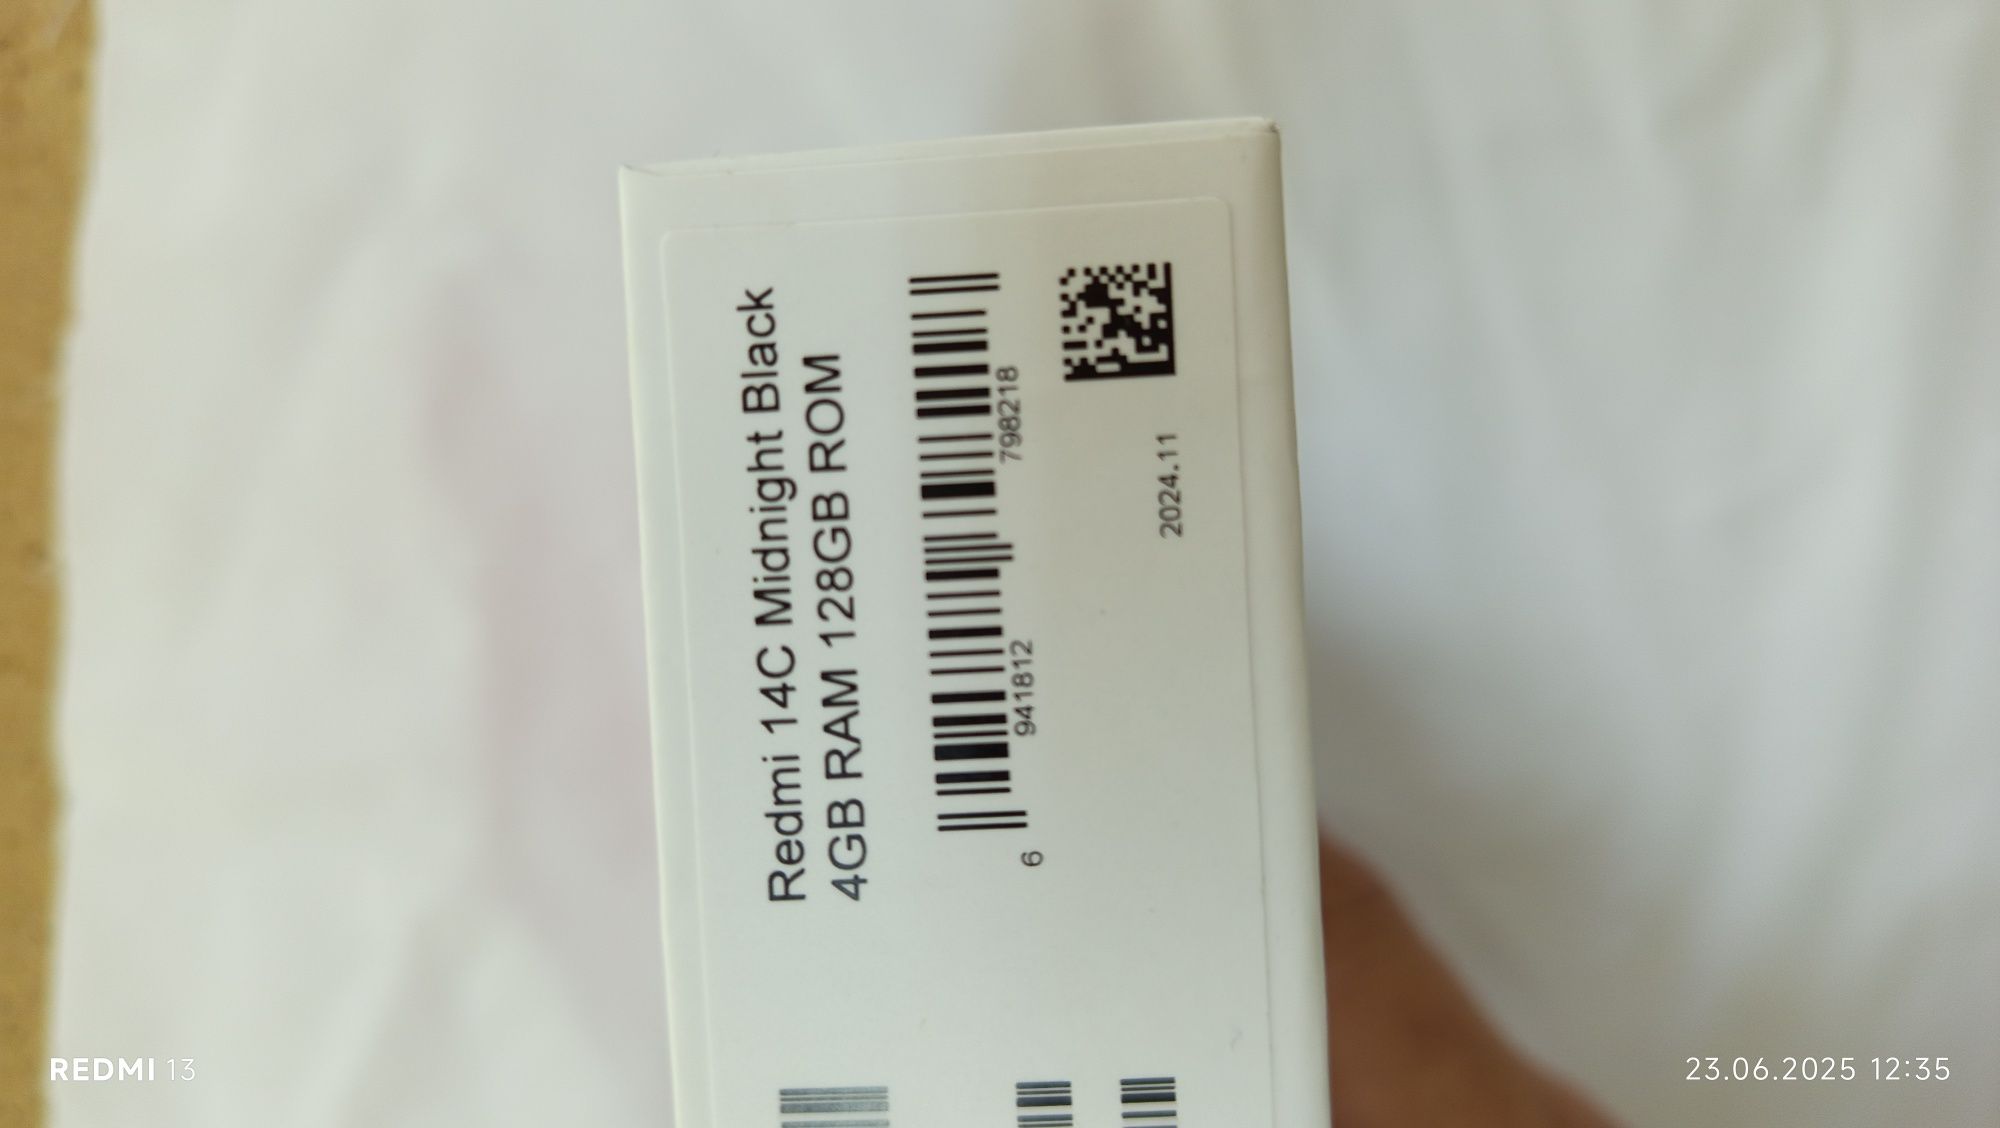 Redmi 14C Midnight Black
4GB RAM 128GB ROM
6 941812 798218
2024.11
REDMI 13
23.06.2025 12:35